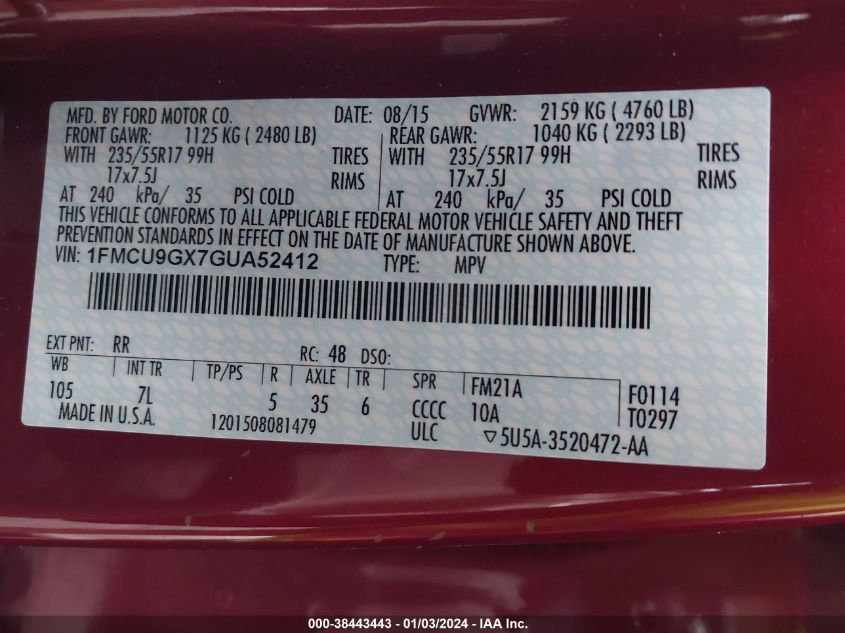 MFD. BY FORD MOTOR CO. DATE: 08/15 GVWR: 2159 KG ( 4760 LB)
FRONT GAWR: 1125 KG ( 2480 LB) REAR GAWR: 1040 KG ( 2293 LB)
WITH 235/55R17 99H TIRES WITH 235/55R17 99H TIRES
17x7.5J RIMS 17x7.5J RIMS
AT 240 kPa/ 35 PSI COLD AT 240 kPa/ 35 PSI COLD
THIS VEHICLE CONFORMS TO ALL APPLICABLE FEDERAL MOTOR VEHICLE SAFETY AND THEFT
PREVENTION STANDARDS IN EFFECT ON THE DATE OF MANUFACTURE SHOWN ABOVE.
VIN: 1FMCU9GX7GUA52412 TYPE: MPV
EXT PNT: RR RC: 48 DSO:
WB INT TR TP/PS R AXLE TR SPR FM21A F0114
105 7L 5 35 6 CCCC 10A T0297
MADE IN U.S.A. 1201508081479 ULC ▽5U5A-3520472-AA
000-38443443 - 01/03/2024 - IAA Inc.